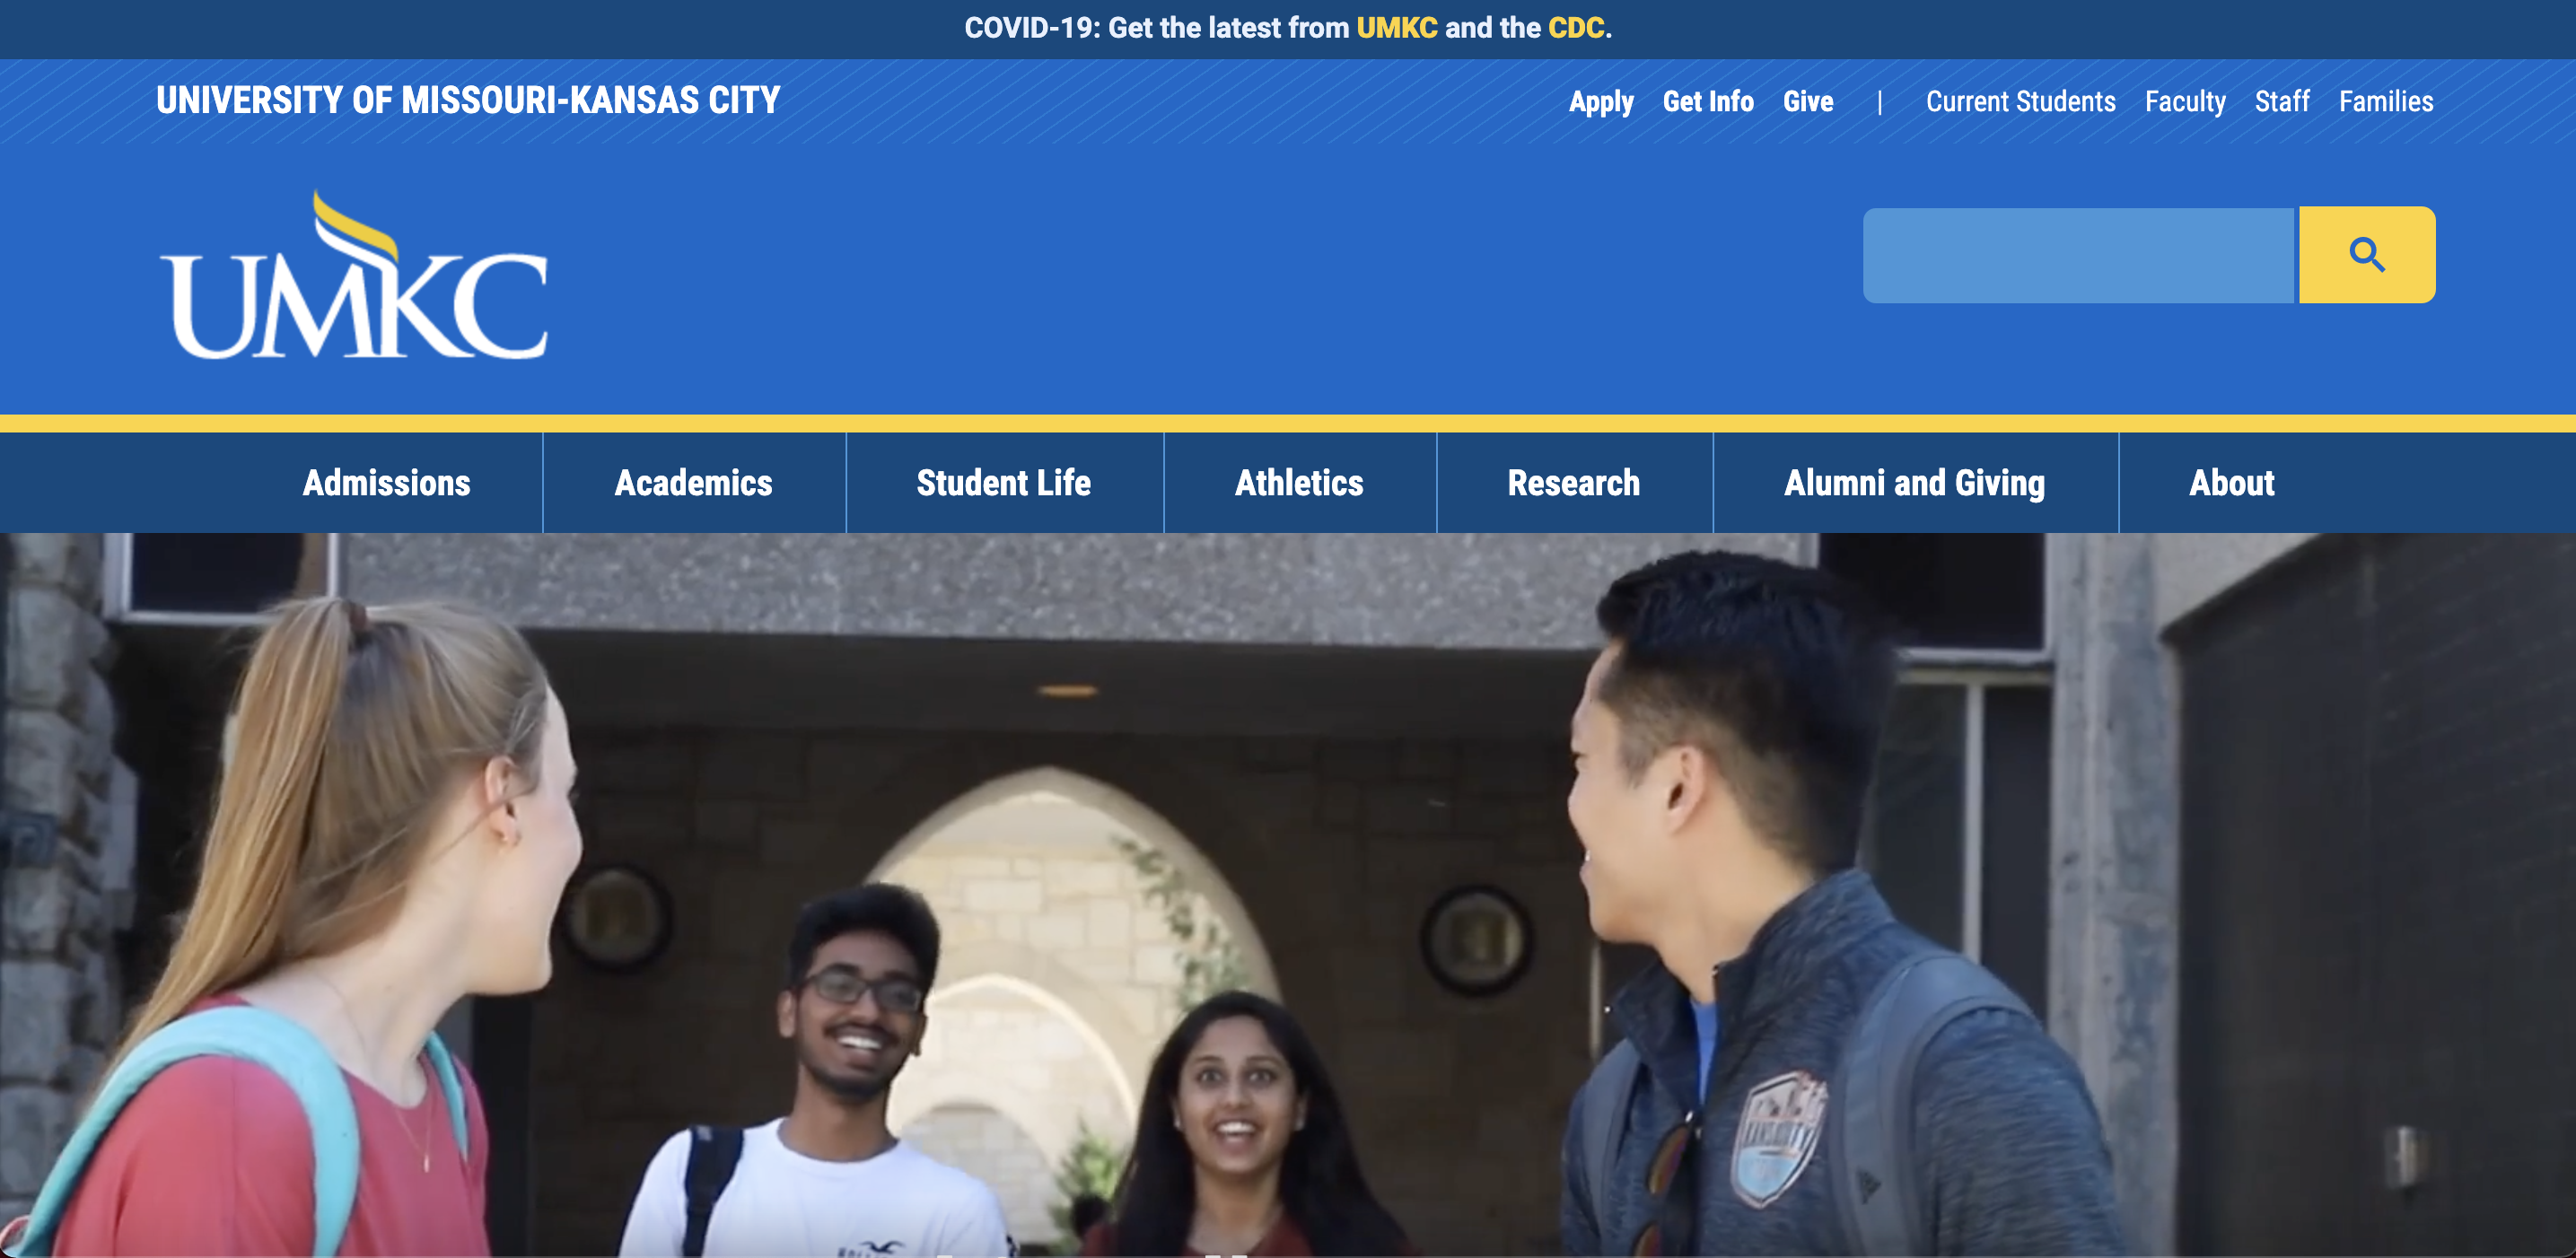 COVID-19: Get the latest from UMKC and the CDC.
UNIVERSITY OF MISSOURI-KANSAS CITY
Apply Get Info Give | Current Students Faculty Staff Families
UMKC
Admissions Academics Student Life Athletics Research Alumni and Giving About